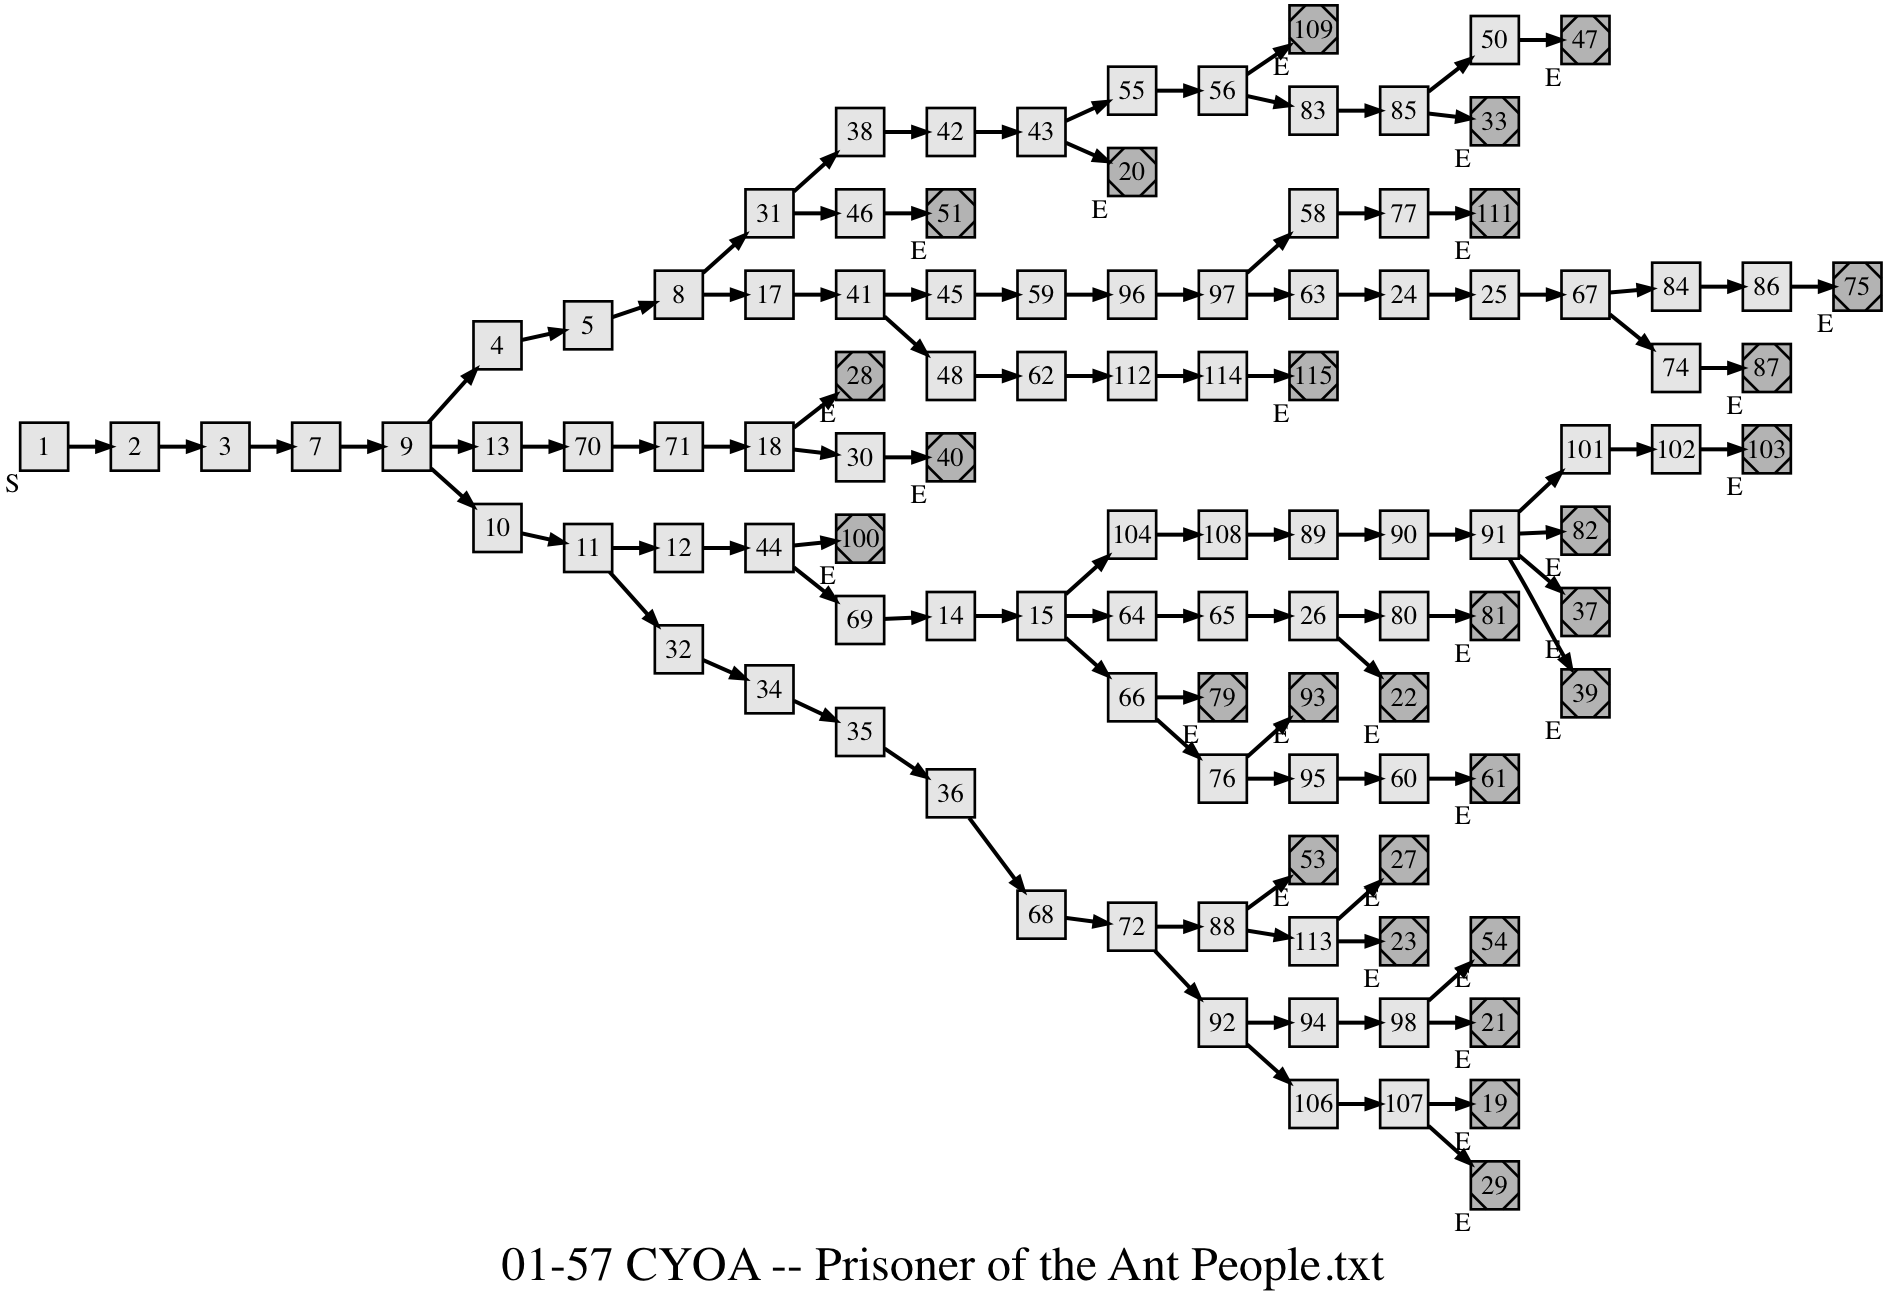 109
50 47
E
E
55 56 83 85
38 42 43 33
E
20
E
31 46 51 58 77 111
E E
8 17 41 45 59 96 97 63 24 25 67 84 86 75
5 E
4
28 48 62 112 114 115 74 87
E E E
1 2 3 7 9 13 70 71 18 30 40 101 102 103
S E E
10 11 12 44 100 104 108 89 90 91 82
E E
69 14 15 64 65 26 80 81 37
32 E E
34 66 79 93 22 39
E E E E
35
36 76 95 60 61
E
53 27
E E
68 72 88 113 23 54
E E
92 94 98 21
E
106 107 19
E
29
E
01-57 CYOA -- Prisoner of the Ant People.txt